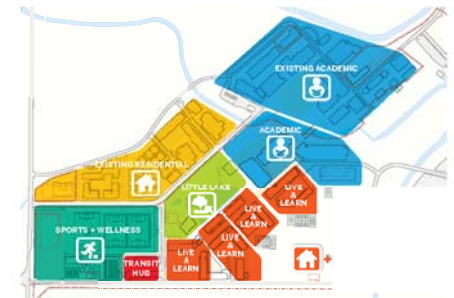 EXISTING ACADEMIC
ACADEMIC
EXISTING RESIDENTIAL
LITTLE LAKE
LIVE
&
LEARN
LIVE
&
LEARN
SPORTS + WELLNESS
LIVE
&
LEARN
LIVE
&
LEARN
TRANSIT
HUB
+